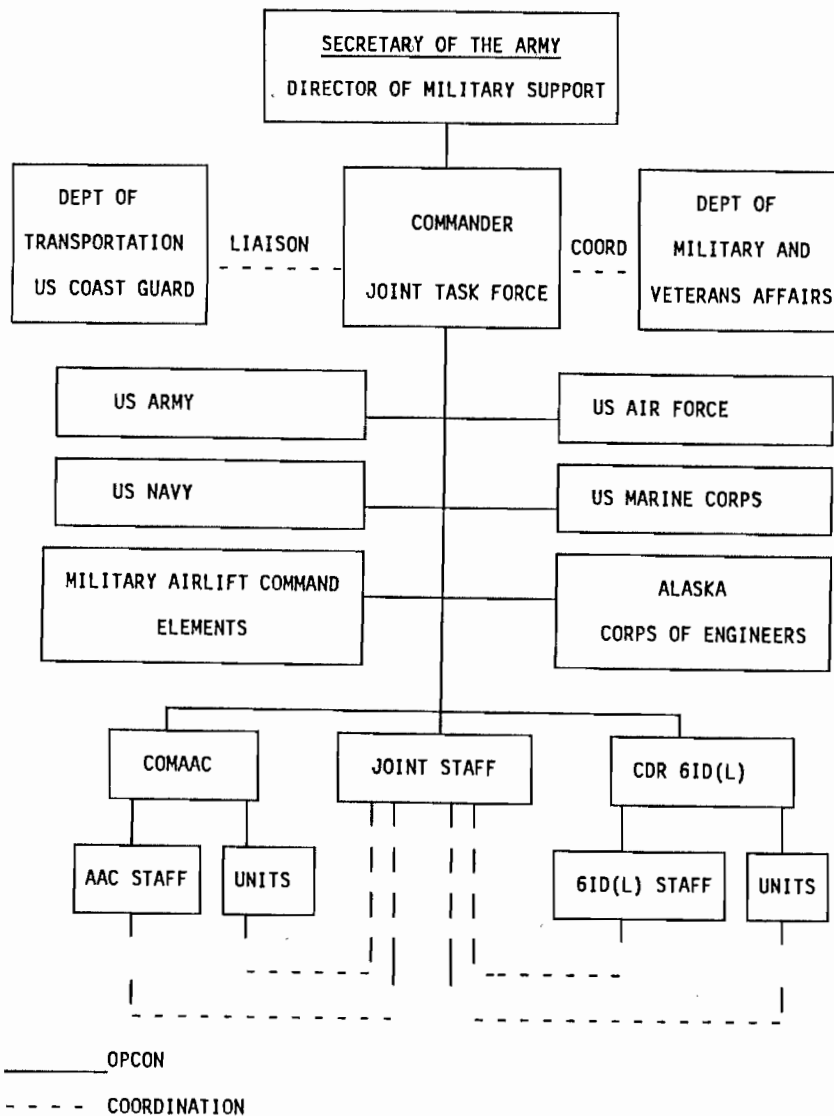 SECRETARY OF THE ARMY
DIRECTOR OF MILITARY SUPPORT
DEPT OF
TRANSPORTATION
US COAST GUARD
LIAISON
COMMANDER
JOINT TASK FORCE
COORD
DEPT OF
MILITARY AND
VETERANS AFFAIRS
US ARMY
US AIR FORCE
US NAVY
US MARINE CORPS
MILITARY AIRLIFT COMMAND
ELEMENTS
ALASKA
CORPS OF ENGINEERS
COMAAC
JOINT STAFF
CDR 6ID(L)
AAC STAFF
UNITS
6ID(L) STAFF
UNITS
OPCON
COORDINATION